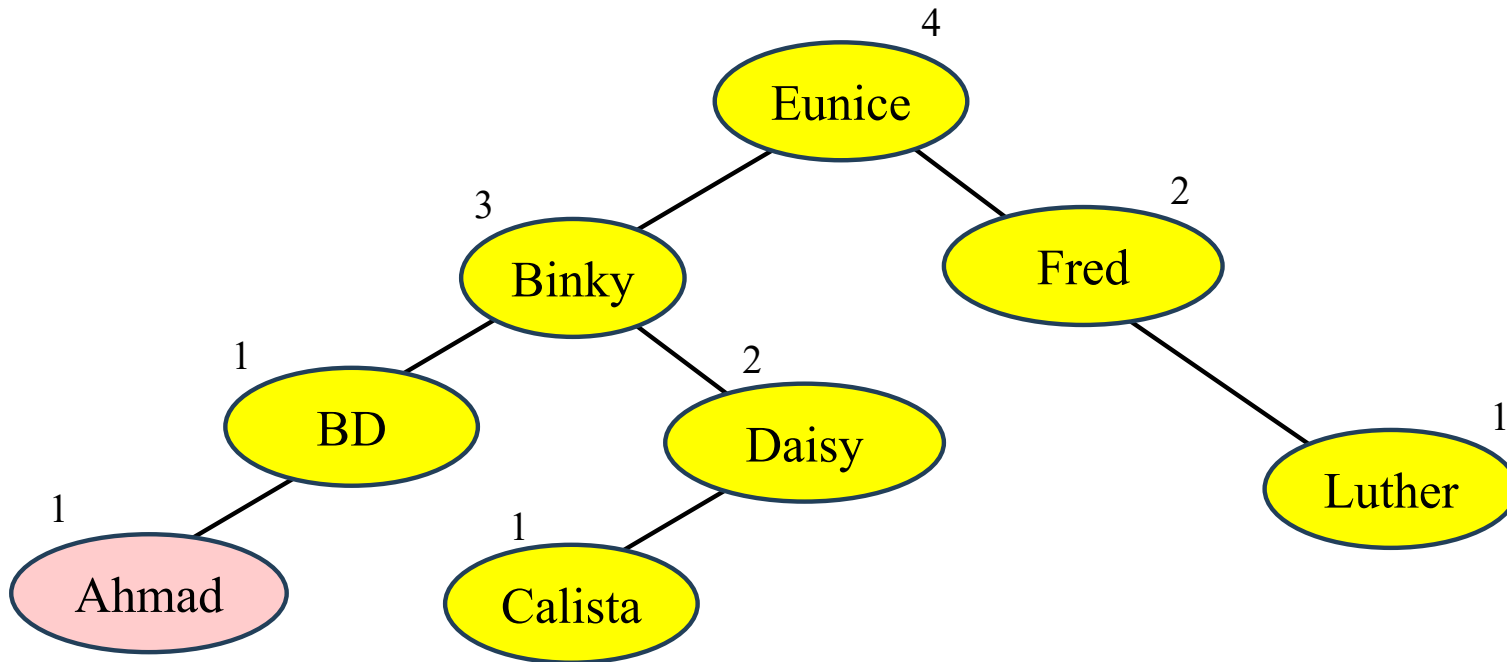 4
Eunice
3
2
Binky
Fred
1
2
BD
Daisy
1
Luther
1
1
Ahmad
Calista